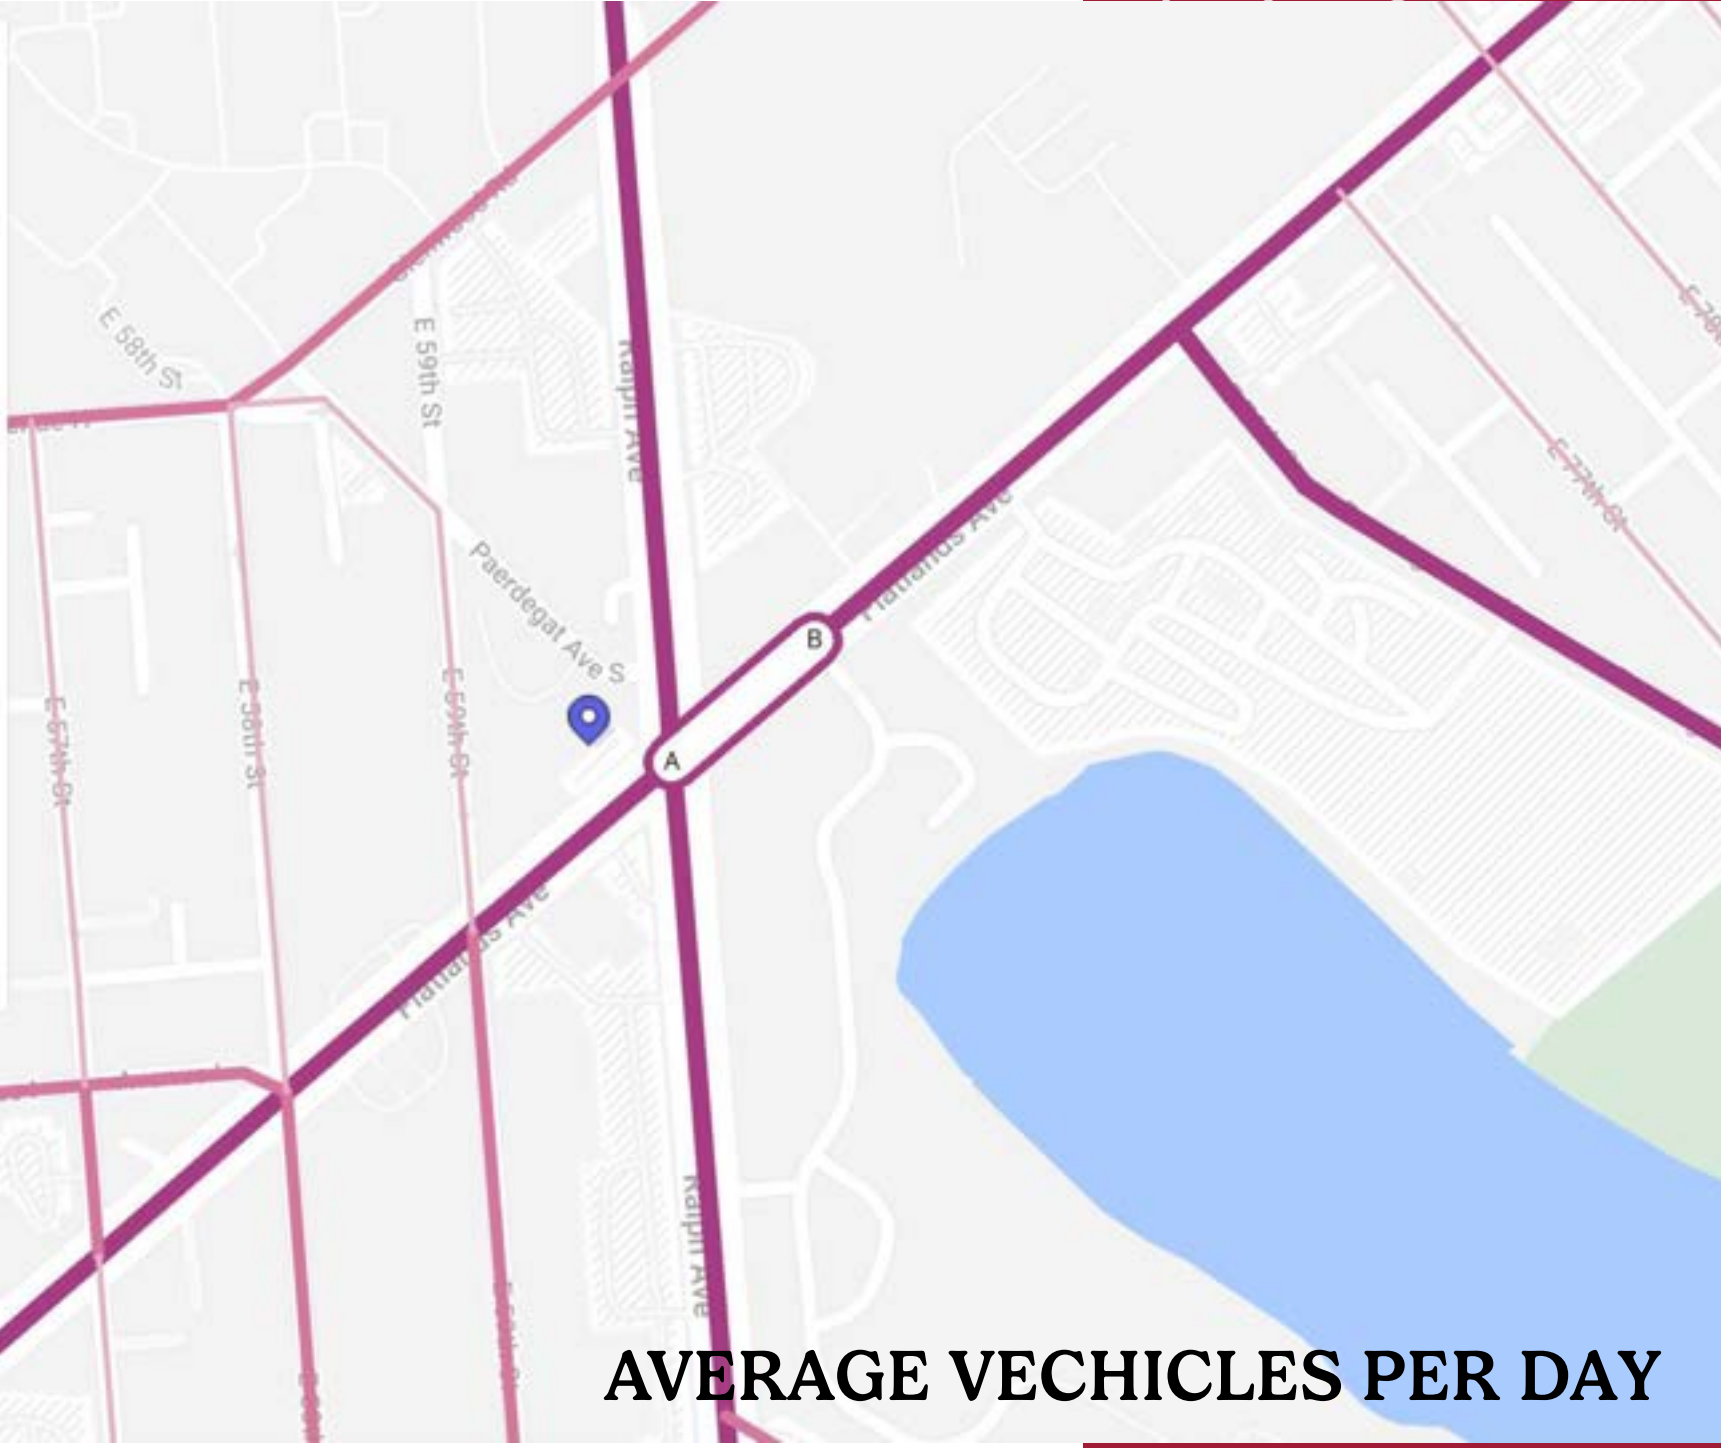 E 58th St
E 59th St
Ralph Ave
Flatlands Ave
E 77th St
Paerdegat Ave S
B
A
E 57th St
E 58th St
E 59th St
Flatlands Ave
Ralph Ave
AVERAGE VECHICLES PER DAY